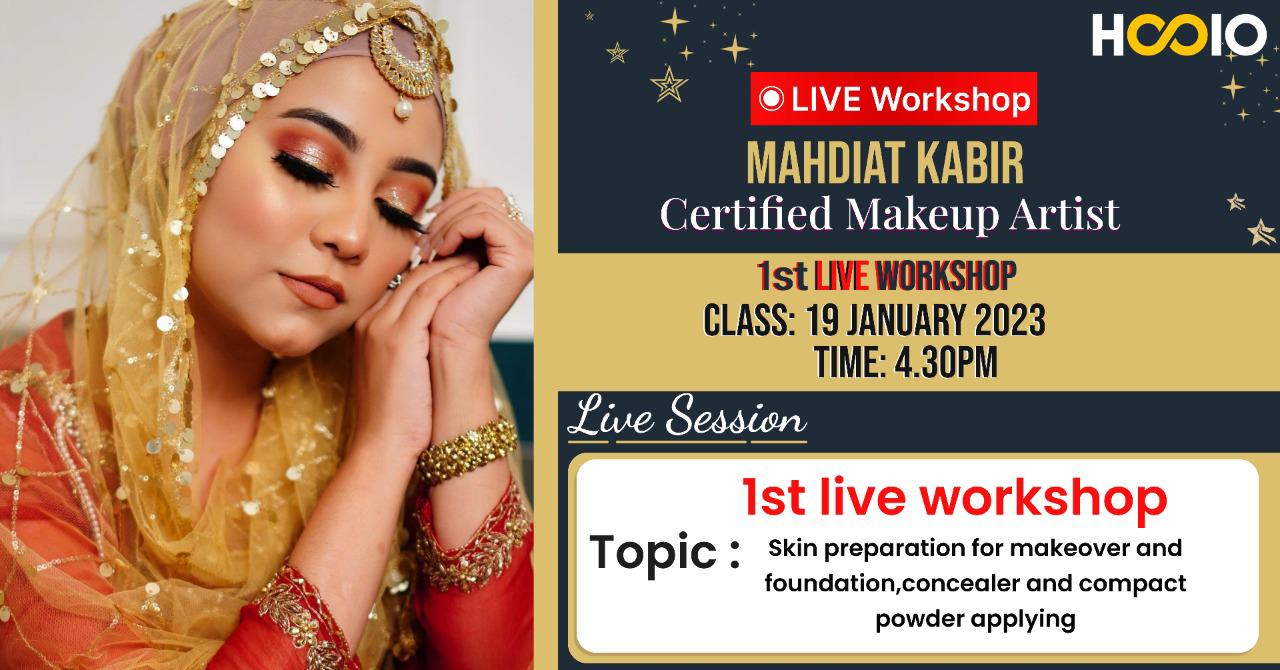 HOOIO
LIVE Workshop
MAHDIAT KABIR
Certified Makeup Artist
1st LIVE WORKSHOP
CLASS: 19 JANUARY 2023
TIME: 4.30PM
Live Session
1st live workshop
Topic :
Skin preparation for makeover and
foundation,concealer and compact
powder applying